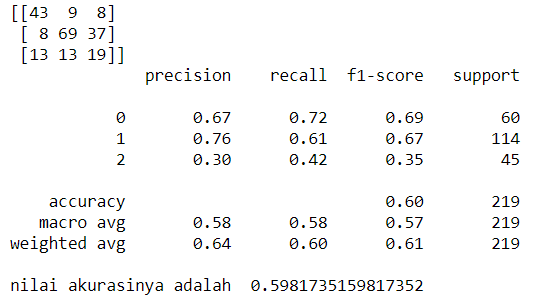 [[43  9  8]
 [ 8 69 37]
 [13 13 19]]
              precision    recall  f1-score   support

           0       0.67      0.72      0.69        60
           1       0.76      0.61      0.67       114
           2       0.30      0.42      0.35        45

    accuracy                           0.60       219
   macro avg       0.58      0.58      0.57       219
weighted avg       0.64      0.60      0.61       219

nilai akurasinya adalah  0.5981735159817352